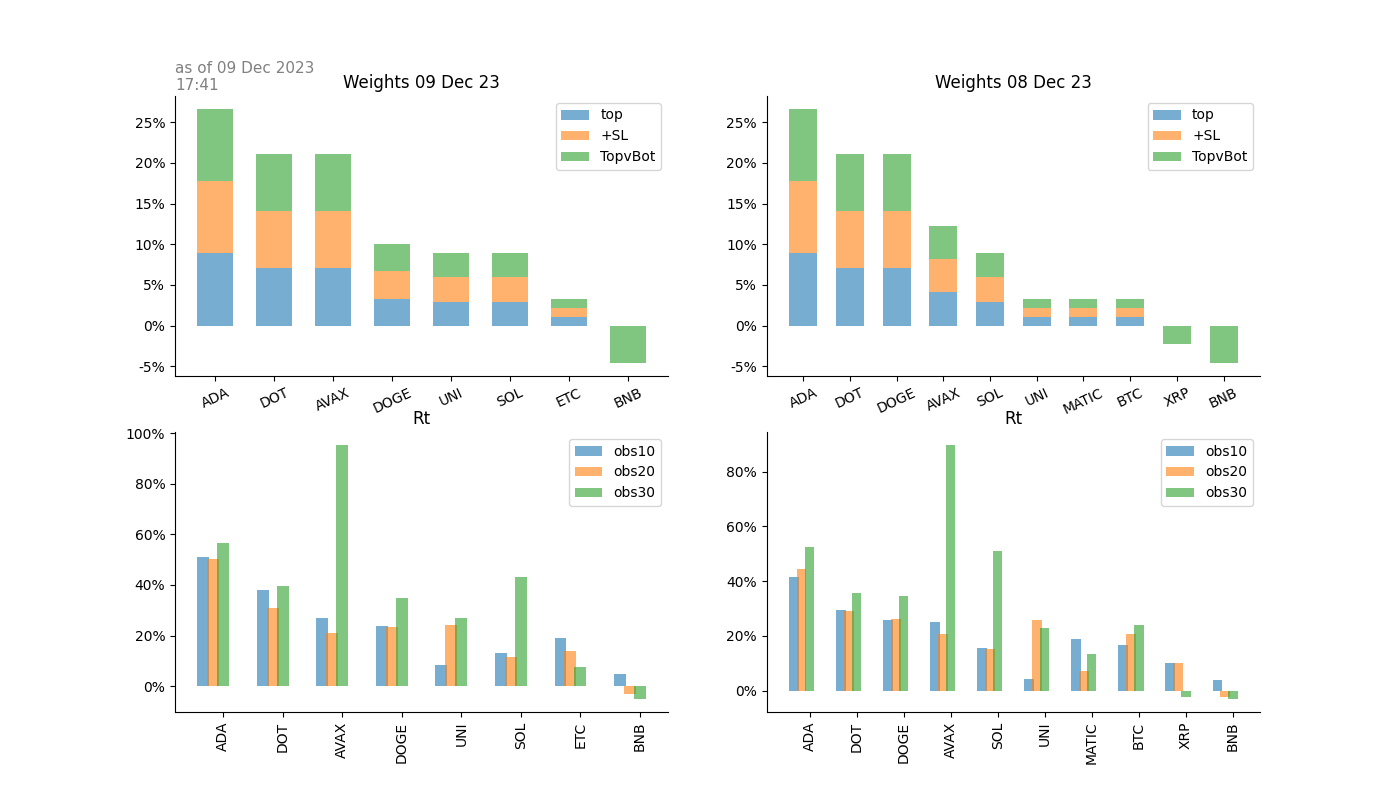 as of 09 Dec 2023
17:41
Weights 09 Dec 23
25%
20%
15%
10%
5%
0%
-5%
top
+SL
TopvBot
ADA DOT AVAX DOGE UNI SOL ETC BNB
Weights 08 Dec 23
25%
20%
15%
10%
5%
0%
-5%
top
+SL
TopvBot
ADA DOT DOGE AVAX SOL UNI MATIC BTC XRP BNB
Rt
100%
80%
60%
40%
20%
0%
obs10
obs20
obs30
ADA DOT AVAX DOGE UNI SOL ETC BNB
Rt
80%
60%
40%
20%
0%
obs10
obs20
obs30
ADA DOT DOGE AVAX SOL UNI MATIC BTC XRP BNB